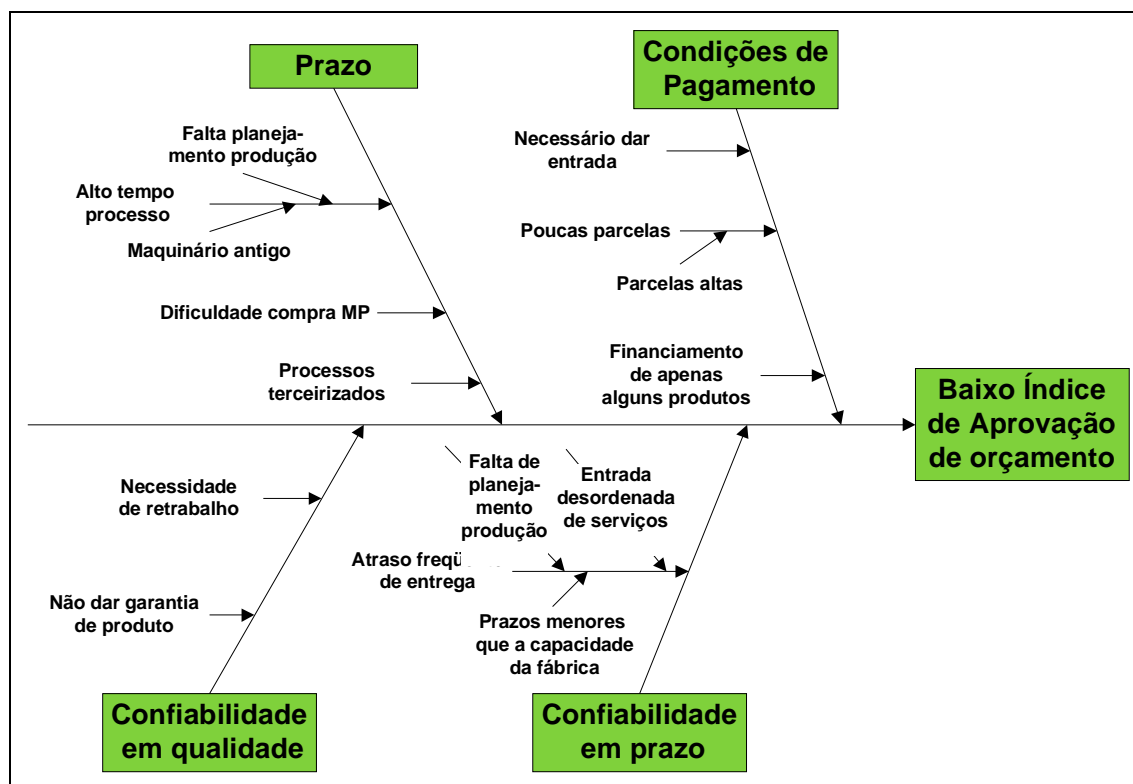 Prazo
Condições de
Pagamento
Falta planeja-
mento produção
Alto tempo
processo
Maquinário antigo
Dificuldade compra MP
Processos
terceirizados
Necessário dar
entrada
Poucas parcelas
Parcelas altas
Financiamento
de apenas
alguns produtos
Baixo Índice
de Aprovação
de orçamento
Necessidade
de retrabalho
Não dar garantia
de produto
Falta de
planeja-
mento
produção
Entrada
desordenada
de serviços
Atraso
de entrega
Prazos menores
que a capacidade
da fábrica
Confiabilidade
em qualidade
Confiabilidade
em prazo